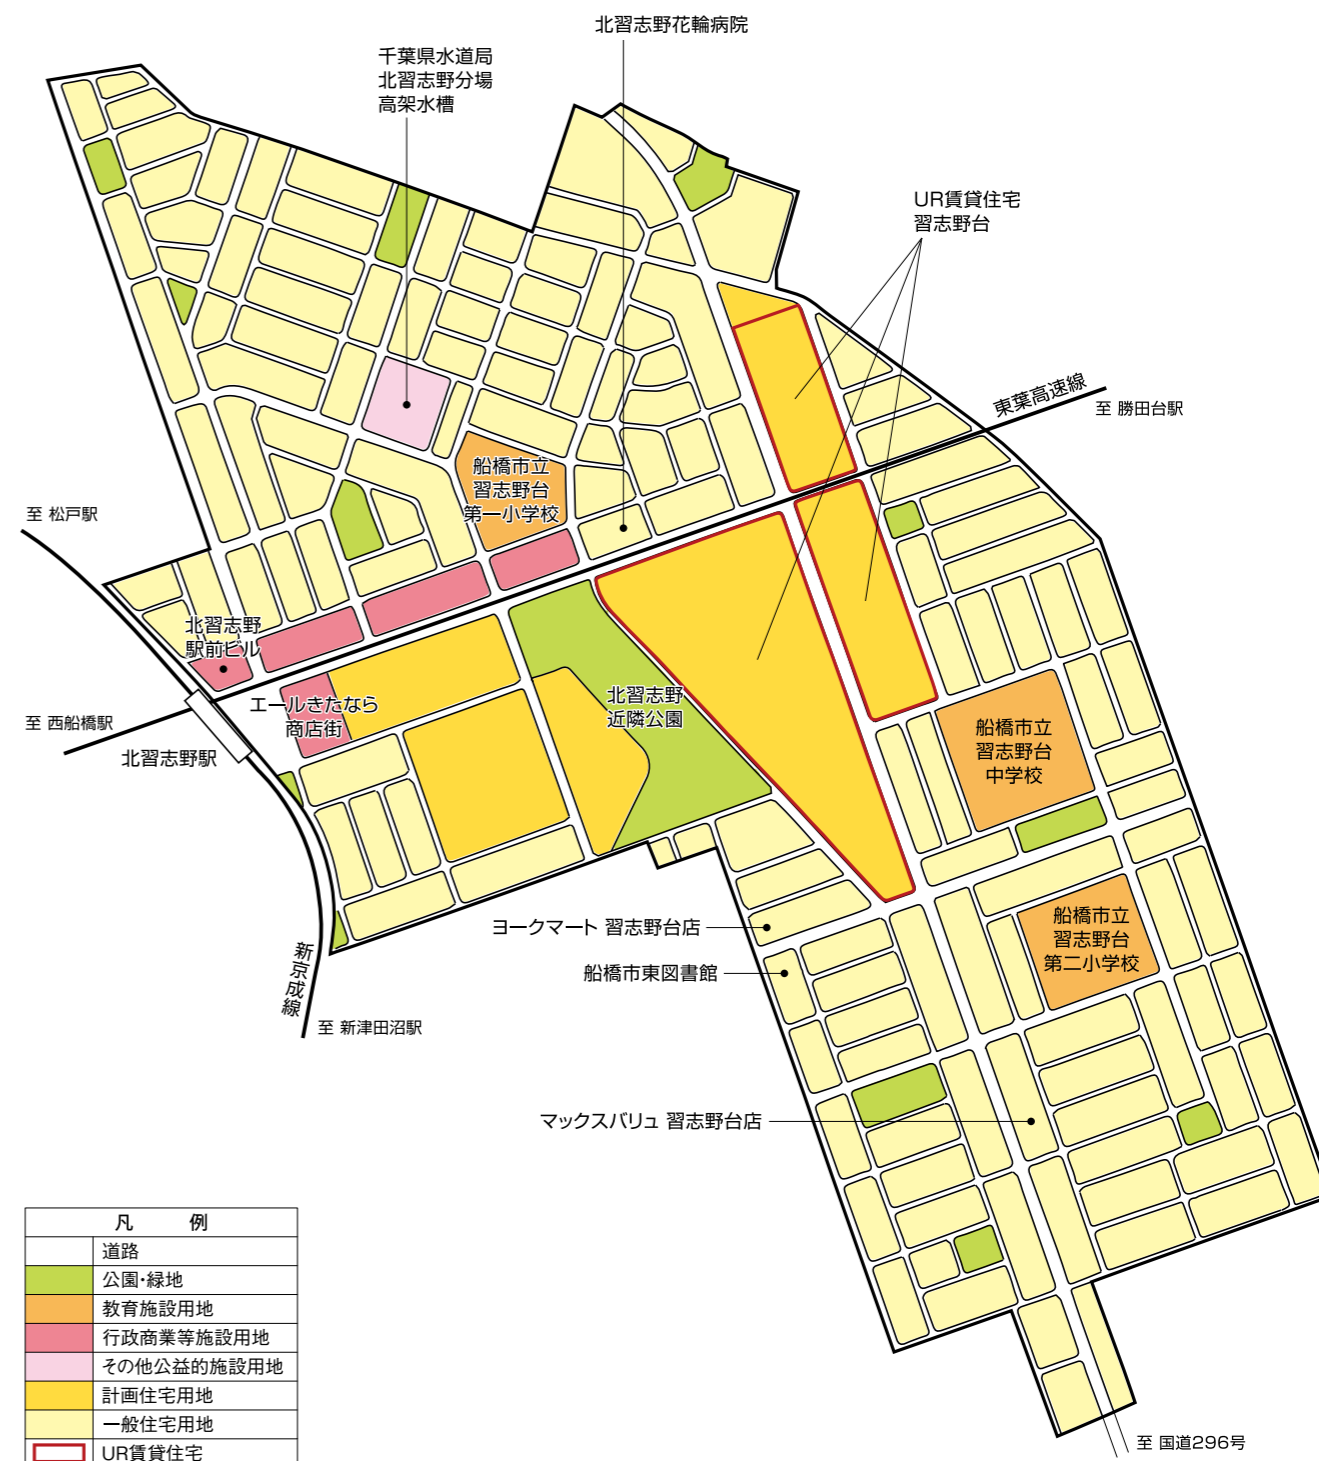 北習志野花輪病院
千葉県水道局
北習志野分場
高架水槽
UR賃貸住宅
習志野台
東葉高速線
至 勝田台駅
船橋市立
習志野台
第一小学校
至 松戸駅
北習志野
駅前ビル
エールきたなら
商店街
北習志野
近隣公園
至 西船橋駅
北習志野駅
船橋市立
習志野台
中学校
ヨークマート 習志野台店
船橋市東図書館
船橋市立
習志野台
第二小学校
新京成線
至 新津田沼駅
マックスバリュ 習志野台店
凡 例
道路
公園・緑地
教育施設用地
行政商業等施設用地
その他公益的施設用地
計画住宅用地
一般住宅用地
UR賃貸住宅
至 国道296号